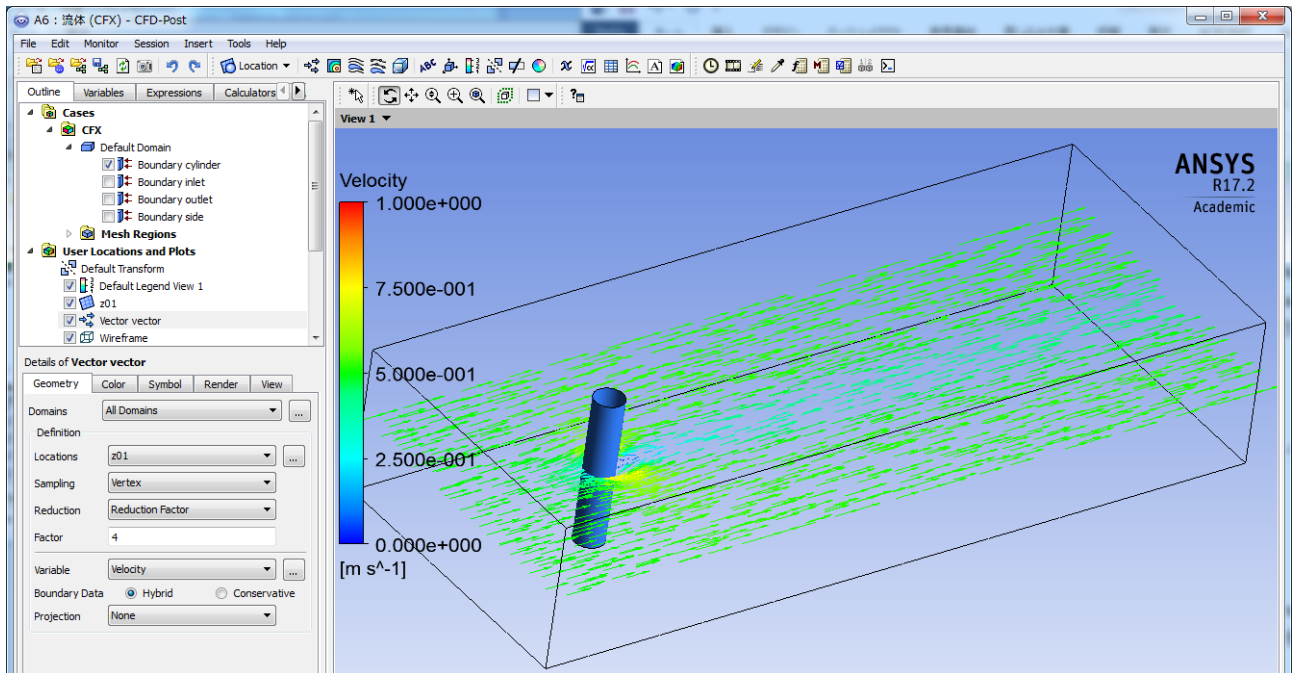 A6 : 流体 (CFX) - CFD-Post
File Edit Monitor Session Insert Tools Help
Location
Outline Variables Expressions Calculators
Cases
CFX
Default Domain
Boundary cylinder
Boundary inlet
Boundary outlet
Boundary side
Mesh Regions
User Locations and Plots
Default Transform
Default Legend View 1
z01
Vector vector
Wireframe
Details of Vector vector
Geometry Color Symbol Render View
Domains All Domains ...
Definition
Locations z01 ...
Sampling Vertex
Reduction Reduction Factor
Factor 4
Variable Velocity ...
Boundary Data Hybrid Conservative
Projection None
View 1
Velocity
1.000e+000
7.500e-001
5.000e-001
2.500e-001
0.000e+000
[m s^-1]
ANSYS
R17.2
Academic